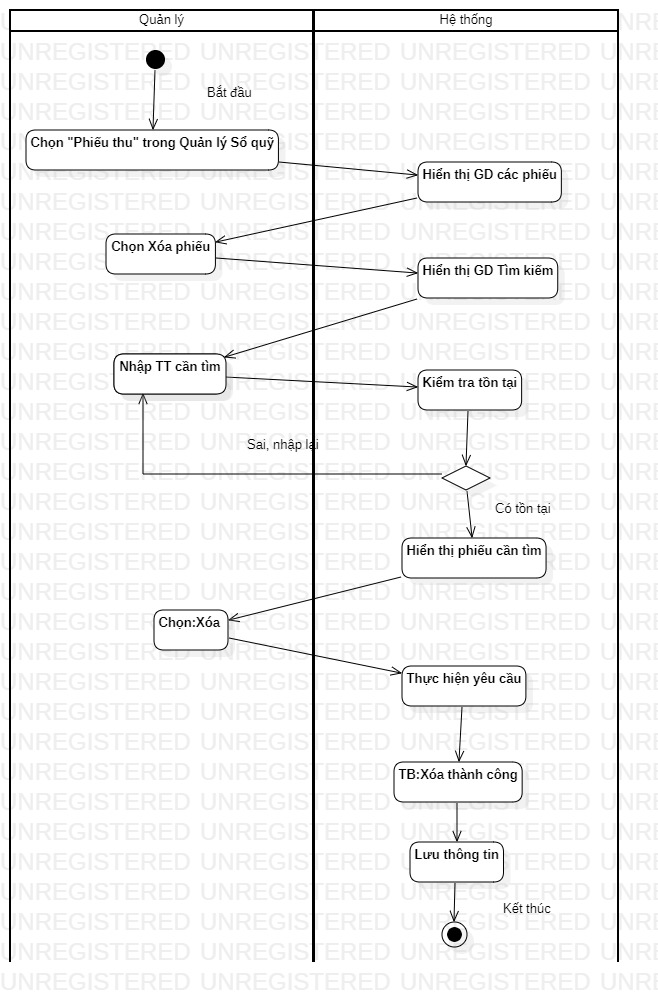 Quản lý
Hệ thống
Bắt đầu
Chọn "Phiếu thu" trong Quản lý Sổ quỹ
Hiển thị GD các phiếu
Chọn Xóa phiếu
Hiển thị GD Tìm kiếm
Nhập TT cần tìm
Kiểm tra tồn tại
Sai, nhập lại
Có tồn tại
Hiển thị phiếu cần tìm
Chọn:Xóa
Thực hiện yêu cầu
TB:Xóa thành công
Lưu thông tin
Kết thúc
UNREGISTERED